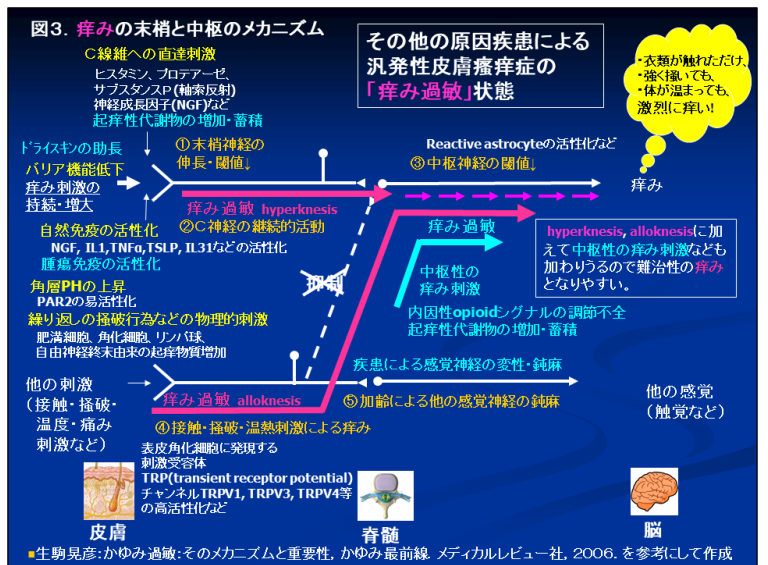 図3. 痒みの末梢と中枢のメカニズム
その他の原因疾患による
汎発性皮膚瘙痒症の
「痒み過敏」状態
・衣類が触れただけ、
・強く掻いても、
・体が温まっても、
激烈に痒い!
C線維への直達刺激
ヒスタミン、プロテアーゼ、
サブスタンスP(軸索反射)
神経成長因子(NGF)など
起痒性代謝物の増加・蓄積
ドライスキンの助長
バリア機能低下
痒み刺激の
持続・増大
①末梢神経の
伸長・閾値↓
Reactive astrocyteの活性化など
③中枢神経の閾値↓
痒み
痒み過敏 hyperknesis
②C神経の継続的活動
自然免疫の活性化
NGF, IL1,TNFα,TSLP, IL31などの活性化
腫瘍免疫の活性化
角層PHの上昇
PAR2の易活性化
繰り返しの掻破行為などの物理的刺激
肥満細胞、角化細胞、リンパ球、
自由神経終末由来の起痒物質増加
抑制
痒み過敏
中枢性の
痒み刺激
内因性opioidシグナルの調節不全
起痒性代謝物の増加・蓄積
hyperknesis, alloknesisに加
えて中枢性の痒み刺激なども
加わりうるので難治性の痒み
となりやすい。
他の刺激
(接触・掻破・
温度・痛み
刺激など)
痒み過敏 alloknesis
④接触・掻破・温熱刺激による痒み
疾患による感覚神経の変性・鈍麻
⑤加齢による他の感覚神経の鈍麻
他の感覚
(触覚など)
表皮角化細胞に発現する
刺激受容体
TRP(transient receptor potential)
チャンネルTRPV1, TRPV3, TRPV4等
の高活性化など
皮膚
脊髄
脳
■生駒晃彦:かゆみ過敏:そのメカニズムと重要性, かゆみ最前線. メディカルレビュー社, 2006. を参考にして作成